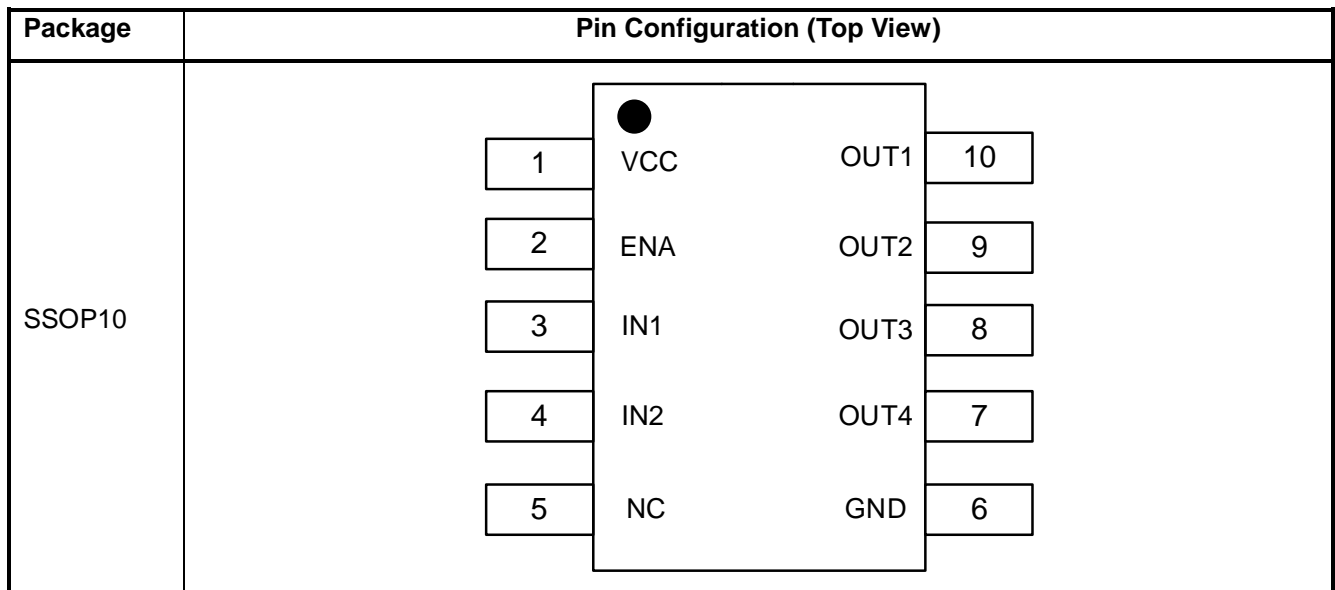 Package Pin Configuration (Top View)
SSOP10
1 VCC OUT1 10
2 ENA OUT2 9
3 IN1 OUT3 8
4 IN2 OUT4 7
5 NC GND 6